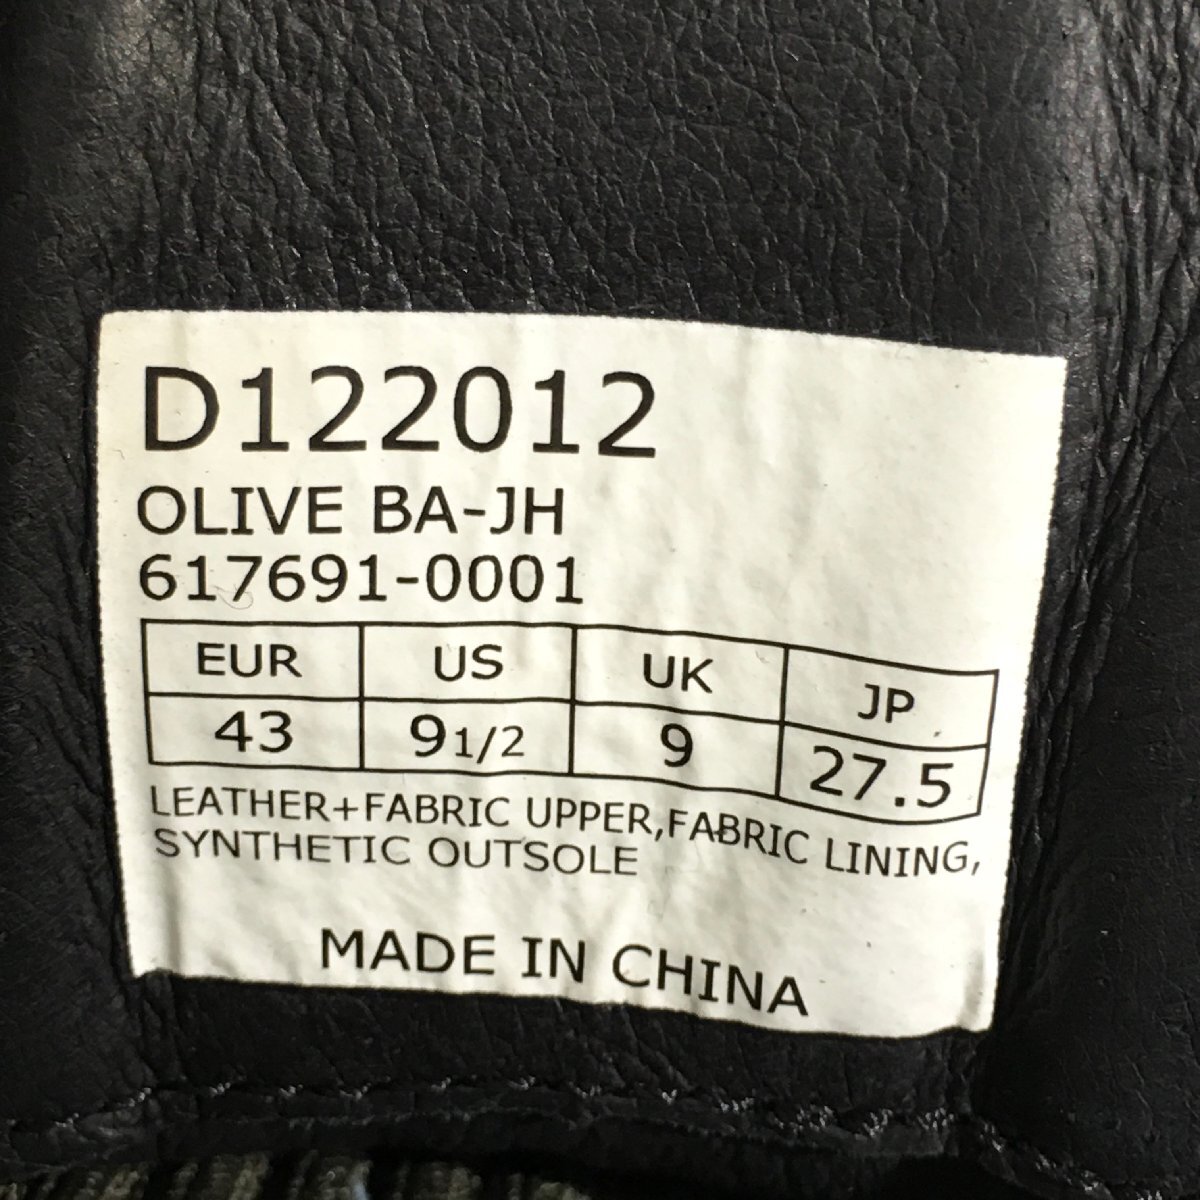 D122012
OLIVE BA-JH
617691-0001
EUR US UK JP
43 9 1/2 9 27.5
LEATHER+FABRIC UPPER,FABRIC LINING,
SYNTHETIC OUTSOLE
MADE IN CHINA